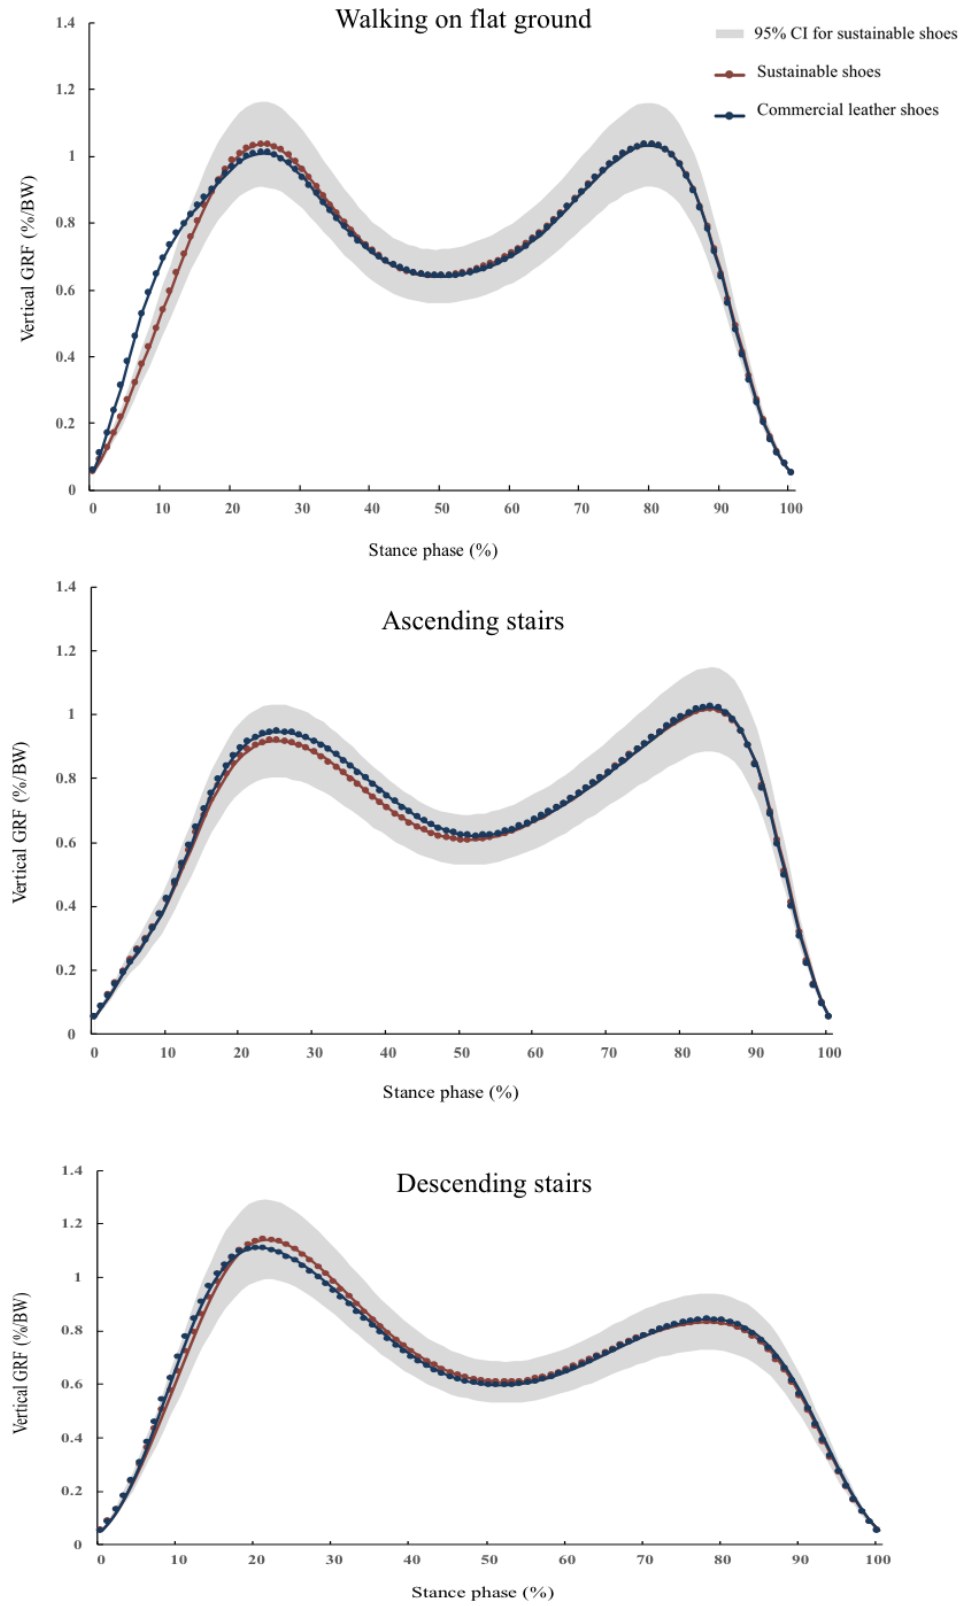 Walking on flat ground
95% CI for sustainable shoes
Sustainable shoes
Commercial leather shoes
Vertical GRF (%/BW)
1.4
1.2
1
0.8
0.6
0.4
0.2
0
0 10 20 30 40 50 60 70 80 90 100
Stance phase (%)
Ascending stairs
Vertical GRF (%/BW)
1.4
1.2
1
0.8
0.6
0.4
0.2
0
0 10 20 30 40 50 60 70 80 90 100
Stance phase (%)
Descending stairs
Vertical GRF (%/BW)
1.4
1.2
1
0.8
0.6
0.4
0.2
0
0 10 20 30 40 50 60 70 80 90 100
Stance phase (%)